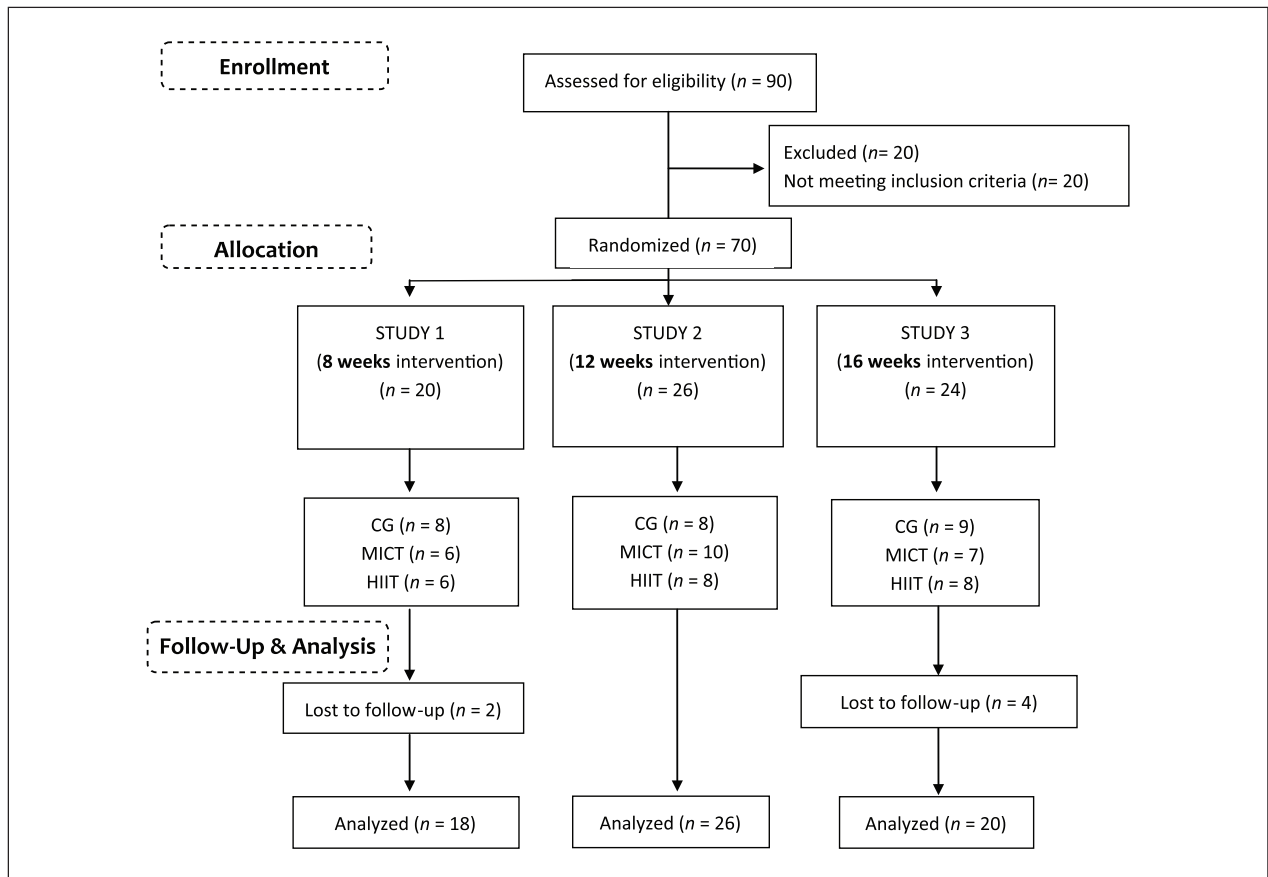 Enrollment
Assessed for eligibility (n = 90)
Excluded (n= 20)
Not meeting inclusion criteria (n= 20)
Allocation
Randomized (n = 70)
STUDY 1
(8 weeks intervention)
(n = 20)
STUDY 2
(12 weeks intervention)
(n = 26)
STUDY 3
(16 weeks intervention)
(n = 24)
CG (n = 8)
MICT (n = 6)
HIIT (n = 6)
CG (n = 8)
MICT (n = 10)
HIIT (n = 8)
CG (n = 9)
MICT (n = 7)
HIIT (n = 8)
Follow-Up & Analysis
Lost to follow-up (n = 2)
Lost to follow-up (n = 4)
Analyzed (n = 18)
Analyzed (n = 26)
Analyzed (n = 20)